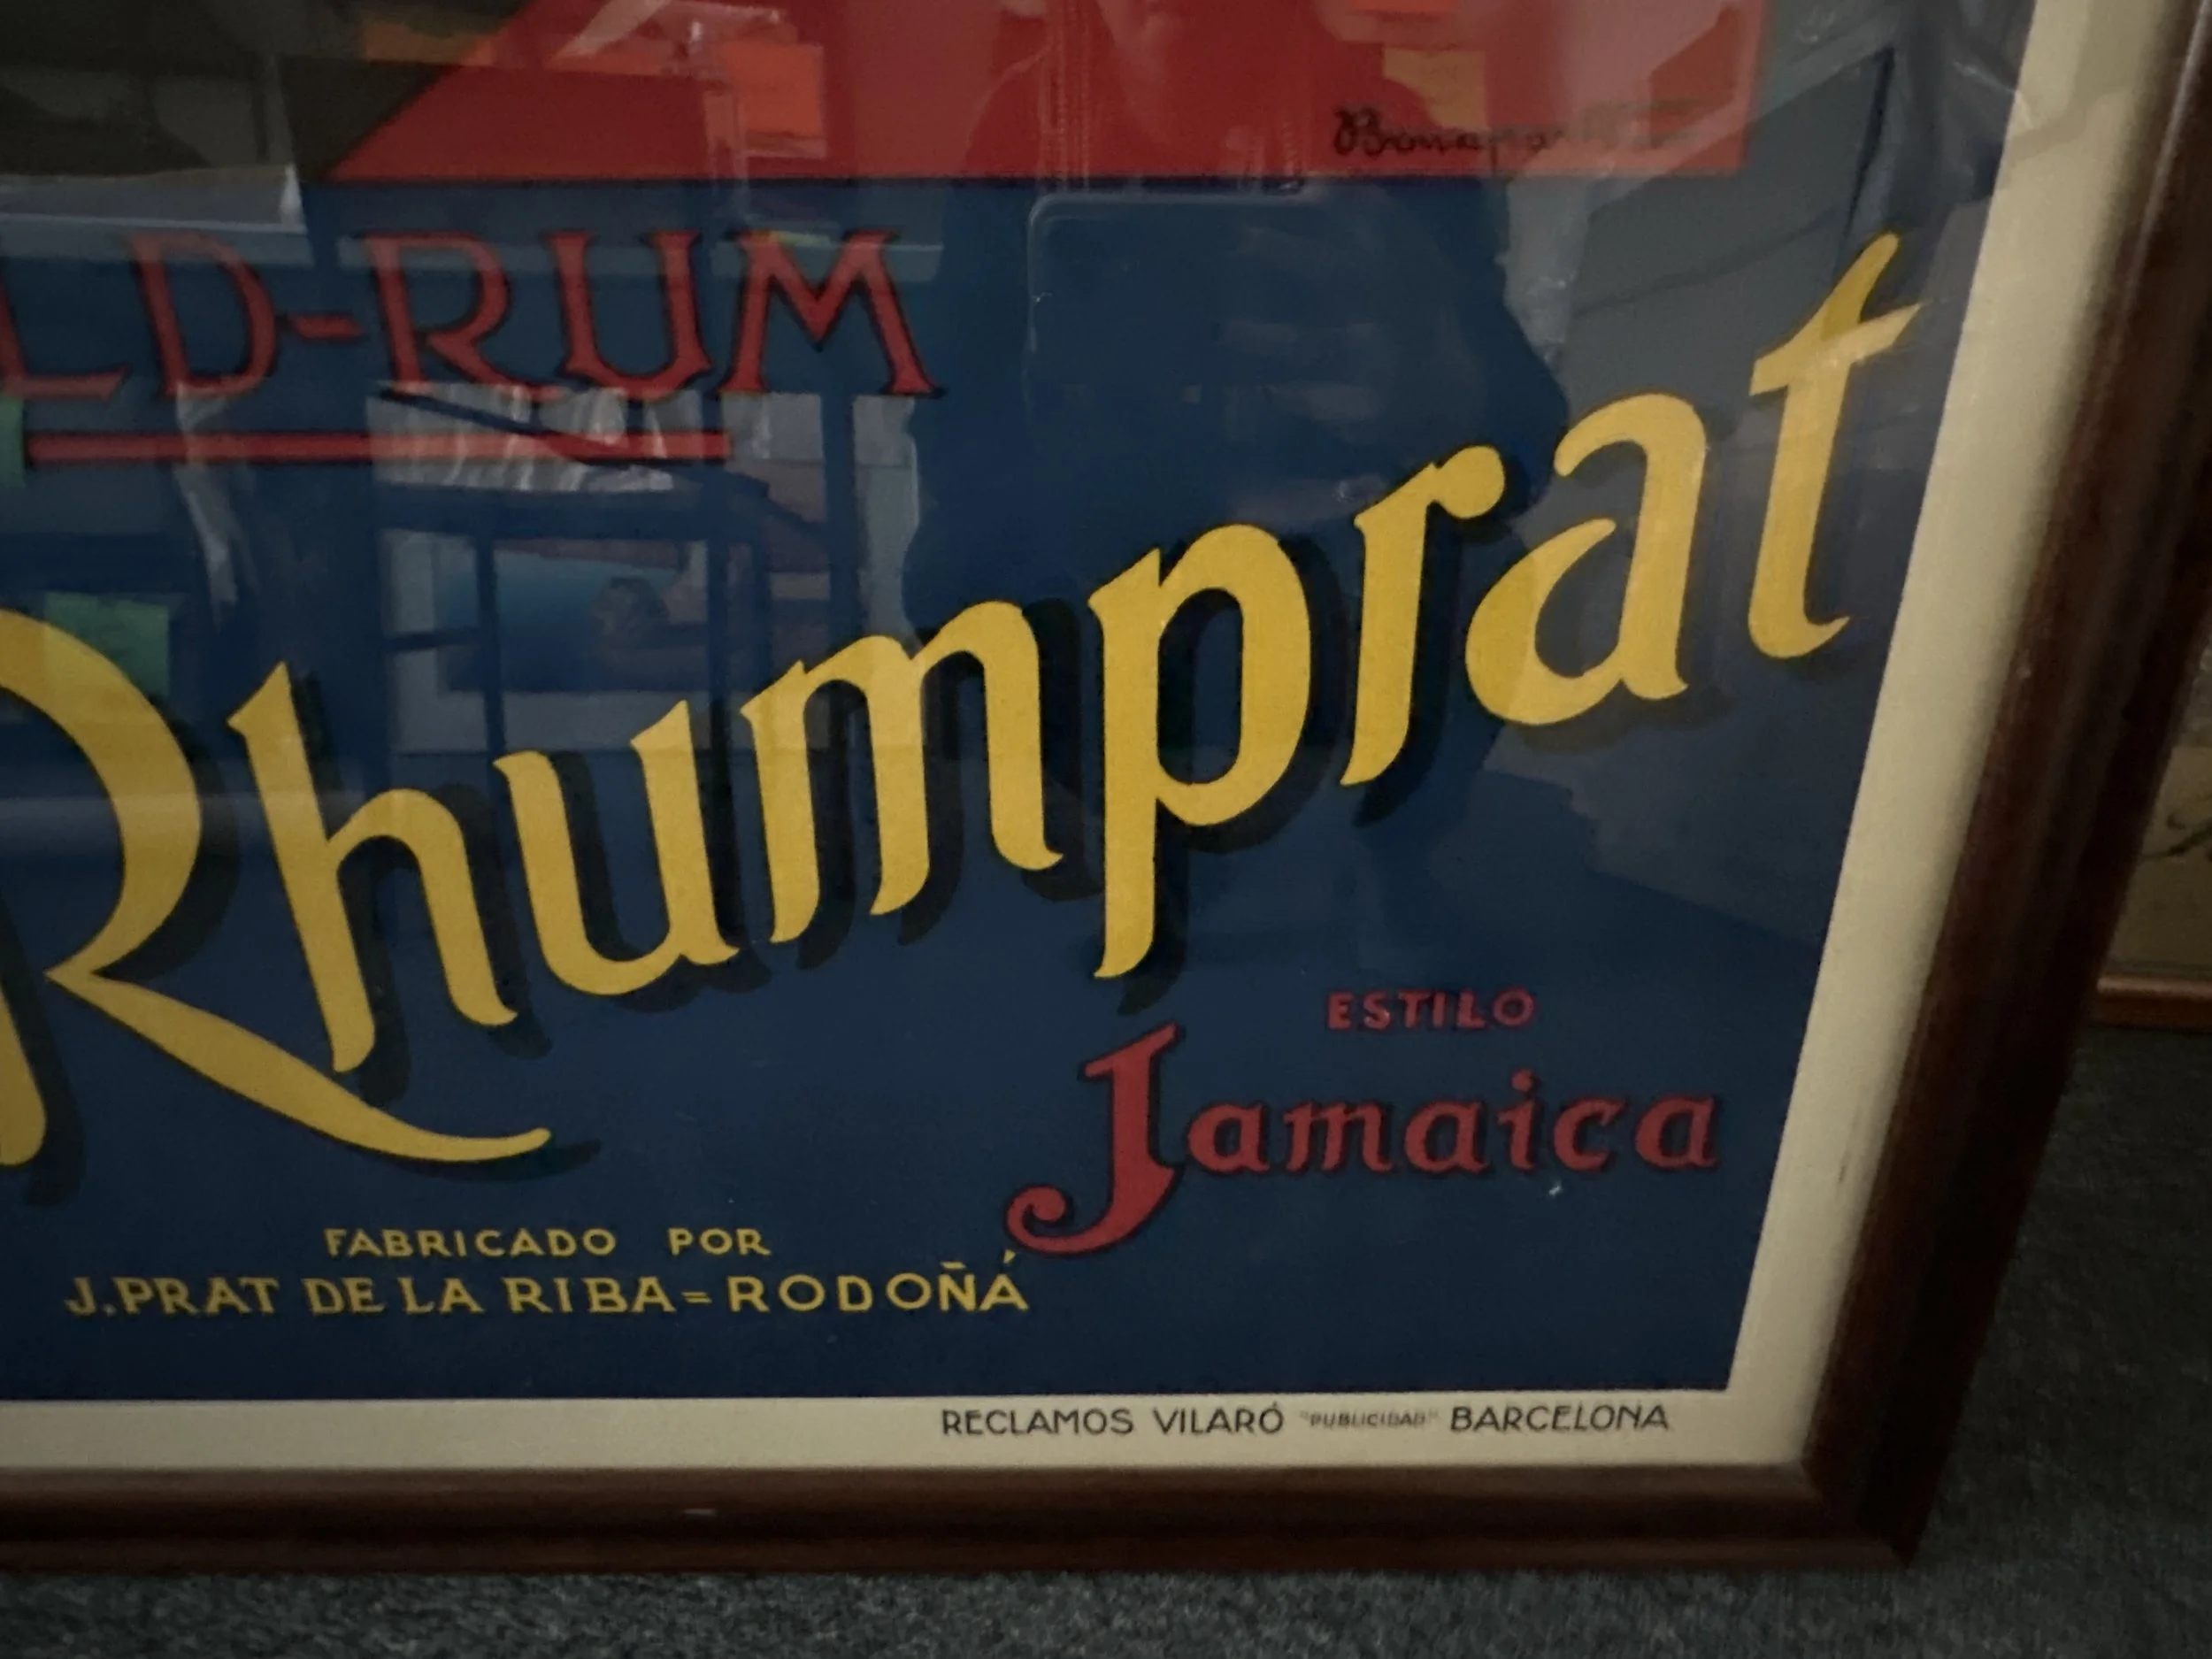 LD-RUM
Rhumprat
ESTILO
Jamaica
FABRICADO POR
J. PRAT DE LA RIBA=RODOÑÁ
RECLAMOS VILARÓ "PUBLICIDAD" BARCELONA